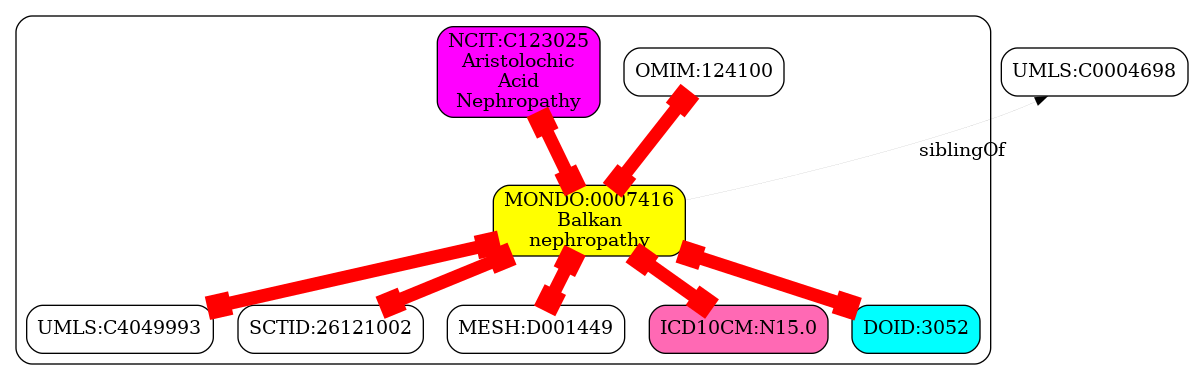 NCIT:C123025
Aristolochic
Acid
Nephropathy
OMIM:124100
UMLS:C0004698
siblingOf
MONDO:0007416
Balkan
nephropathy
UMLS:C4049993
SCTID:26121002
MESH:D001449
ICD10CM:N15.0
DOID:3052